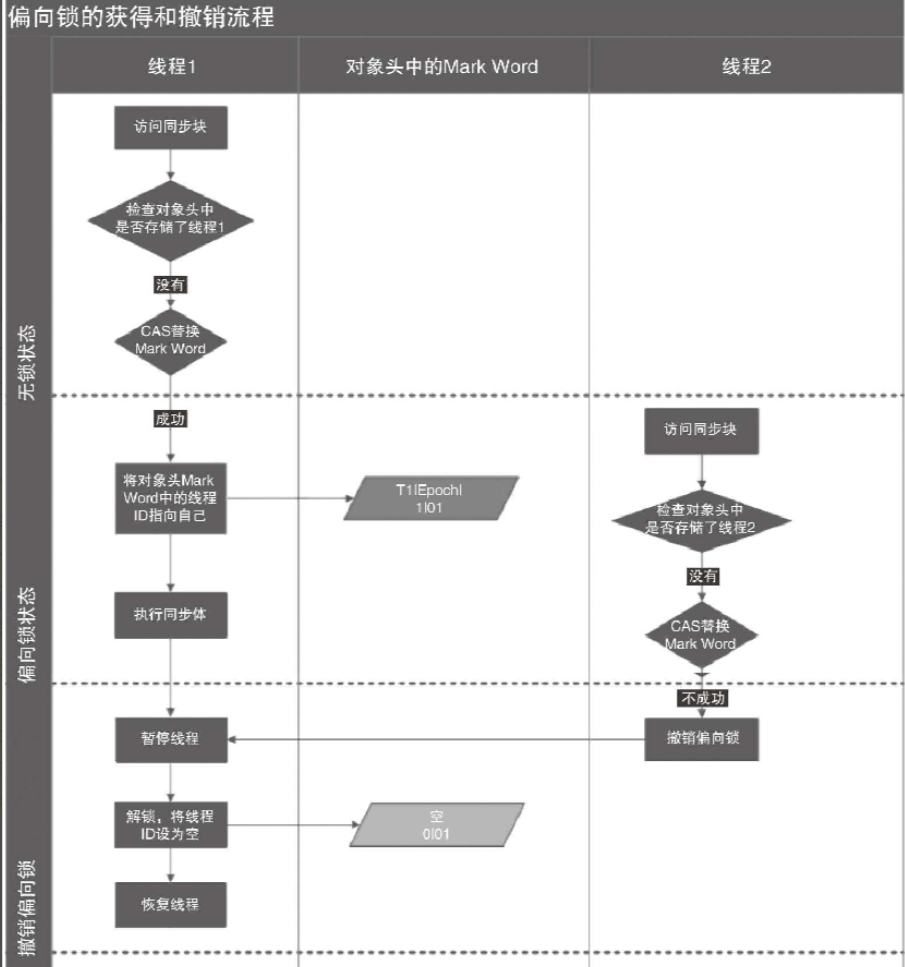 偏向锁的获得和撤销流程
线程1
对象头中的Mark Word
线程2
无锁状态
访问同步块
检查对象头中
是否存储了线程1
没有
CAS替换
Mark Word
偏向锁状态
成功
将对象头Mark
Word中的线程
ID指向自己
T1|Epoch|
1|01
执行同步体
访问同步块
检查对象头中
是否存储了线程2
没有
CAS替换
Mark Word
撤销偏向锁
不成功
撤销偏向锁
暂停线程
解锁，将线程
ID设为空
空
0|01
恢复线程